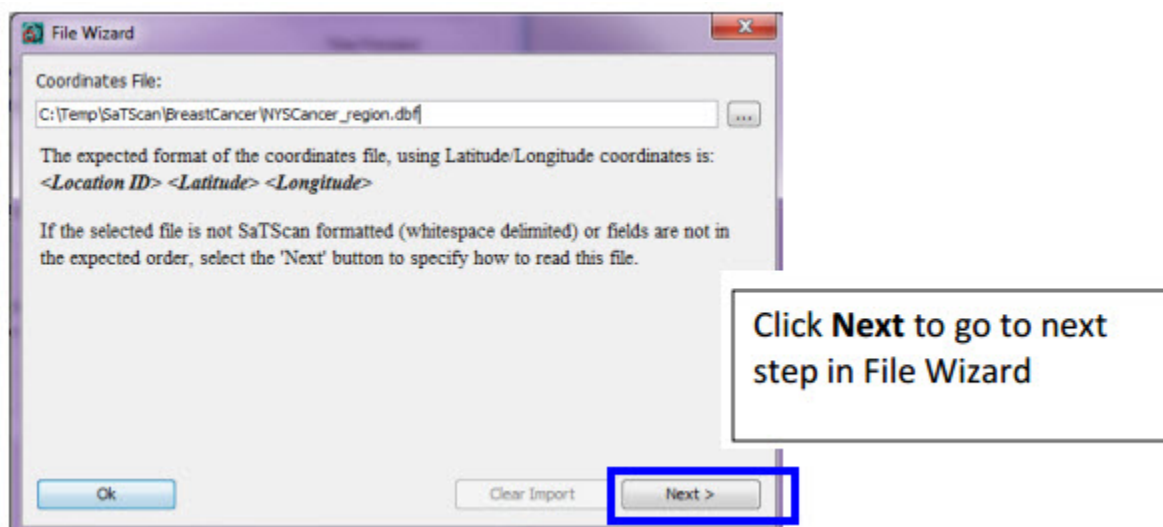 File Wizard
Coordinates File:
C:\Temp\SaTScan\BreastCancer\NYSCancer_region.dbf
...
The expected format of the coordinates file, using Latitude/Longitude coordinates is:
<Location ID> <Latitude> <Longitude>
If the selected file is not SaTScan formatted (whitespace delimited) or fields are not in
the expected order, select the 'Next' button to specify how to read this file.
Click Next to go to next
step in File Wizard
Ok
Clear Import
Next >